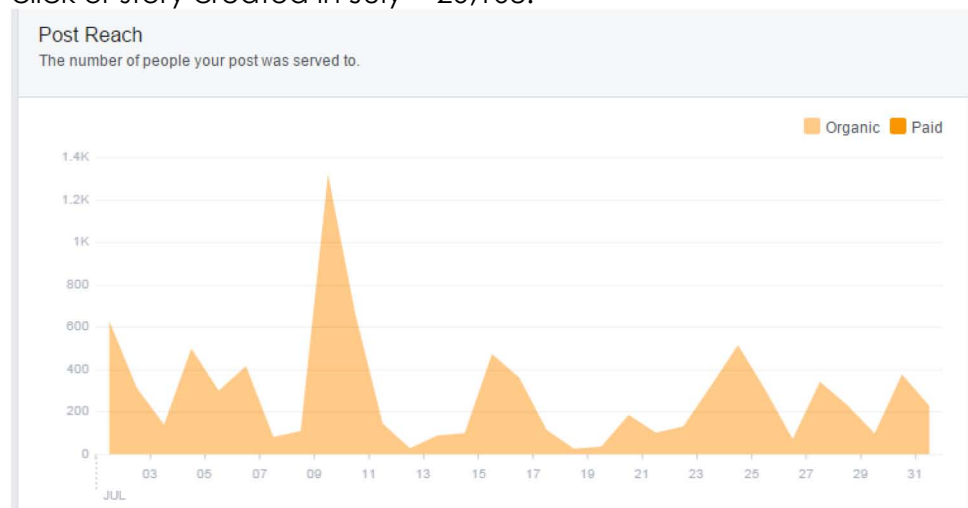 Post Reach
The number of people your post was served to.
Organic Paid
1.4K
1.2K
1K
800
600
400
200
0
03 05 07 09 11 13 15 17 19 21 23 25 27 29 31
JUL